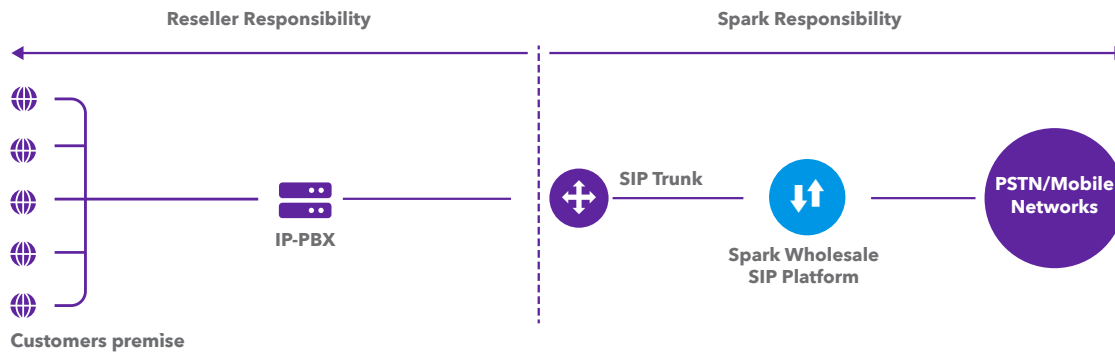 Reseller Responsibility
Spark Responsibility
SIP Trunk
PSTN/Mobile
Networks
IP-PBX
Spark Wholesale
SIP Platform
Customers premise